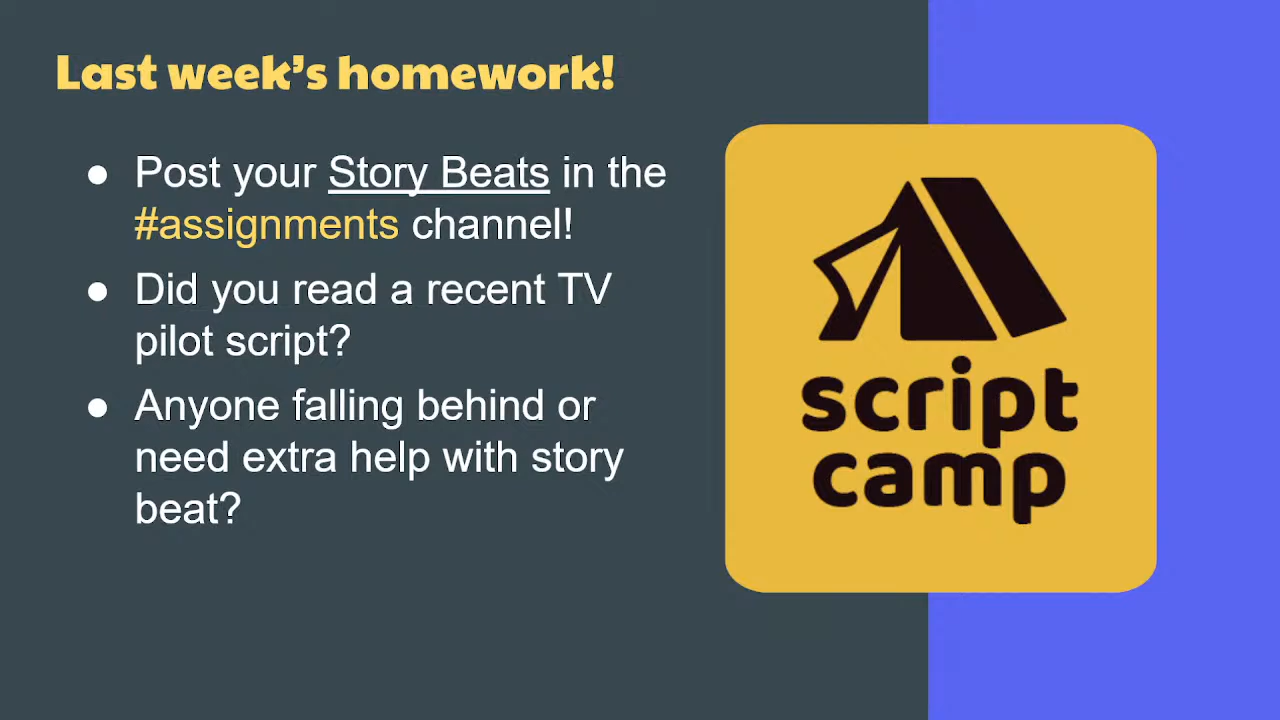 Last week’s homework!
● Post your Story Beats in the
#assignments channel!
● Did you read a recent TV
pilot script?
● Anyone falling behind or
need extra help with story
beat?
script
camp